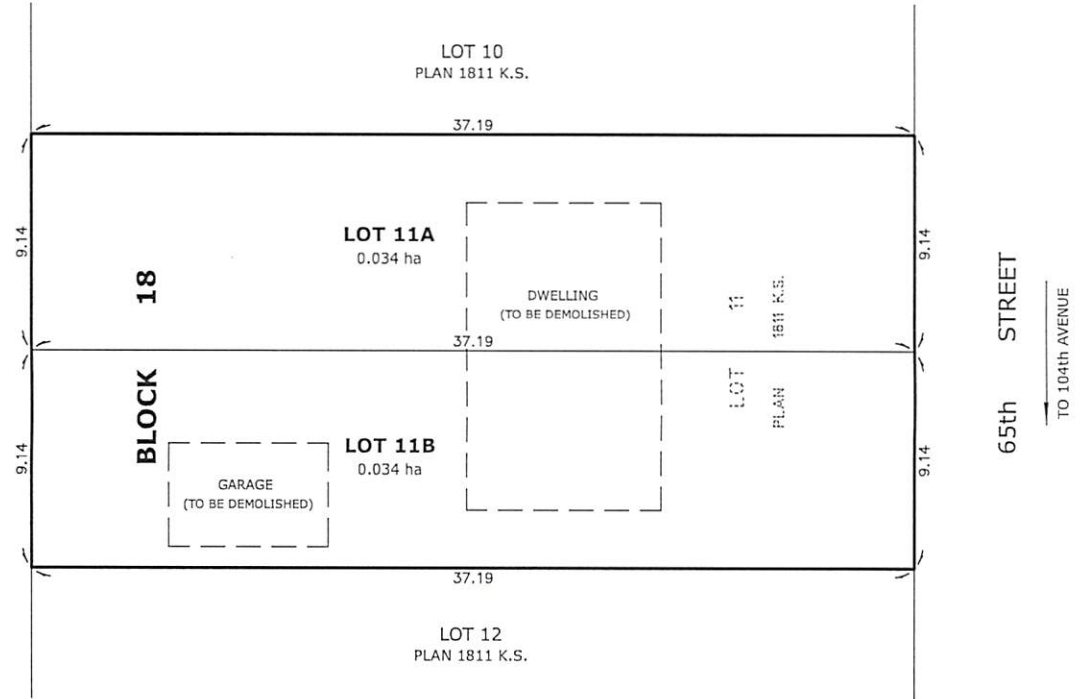 LOT 10
PLAN 1811 K.S.
37.19
9.14
9.14
LOT 11A
0.034 ha
BLOCK 18
DWELLING
(TO BE DEMOLISHED)
LOT 11
PLAN 1811 K.S.
65th STREET
TO 104th AVENUE
37.19
9.14
9.14
LOT 11B
0.034 ha
GARAGE
(TO BE DEMOLISHED)
37.19
LOT 12
PLAN 1811 K.S.